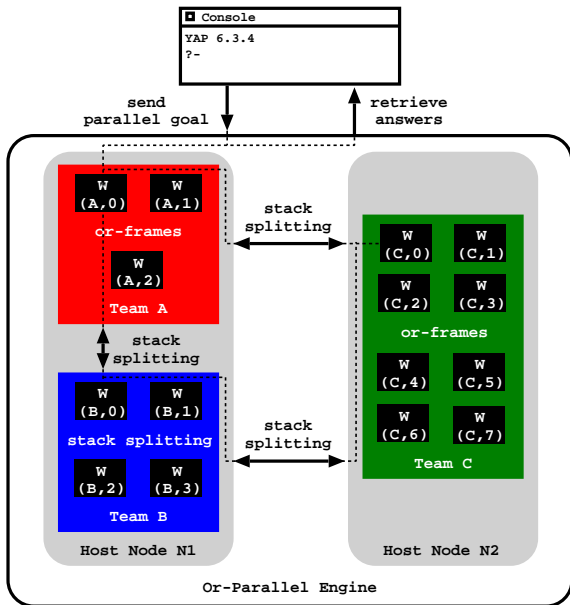 Console
YAP 6.3.4
?-
send
parallel goal
retrieve
answers
W
(A,0)
W
(A,1)
or-frames
W
(A,2)
Team A
stack
splitting
W
(B,0)
W
(B,1)
stack splitting
W
(B,2)
W
(B,3)
Team B
Host Node N1
stack
splitting
stack
splitting
W
(C,0)
W
(C,1)
W
(C,2)
W
(C,3)
or-frames
W
(C,4)
W
(C,5)
W
(C,6)
W
(C,7)
Team C
Host Node N2
Or-Parallel Engine